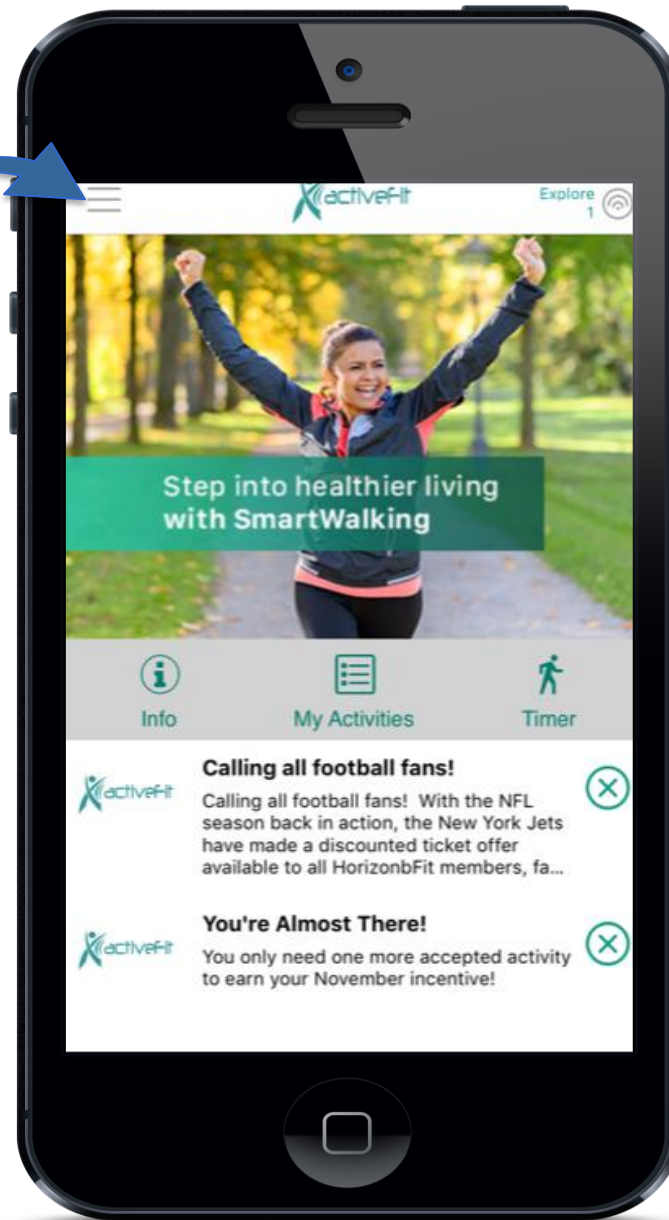 activeFit
Explore
1
Step into healthier living
with SmartWalking
Info
My Activities
Timer
activeFit
Calling all football fans!
Calling all football fans! With the NFL
season back in action, the New York Jets
have made a discounted ticket offer
available to all HorizonbFit members, fa...
activeFit
You're Almost There!
You only need one more accepted activity
to earn your November incentive!